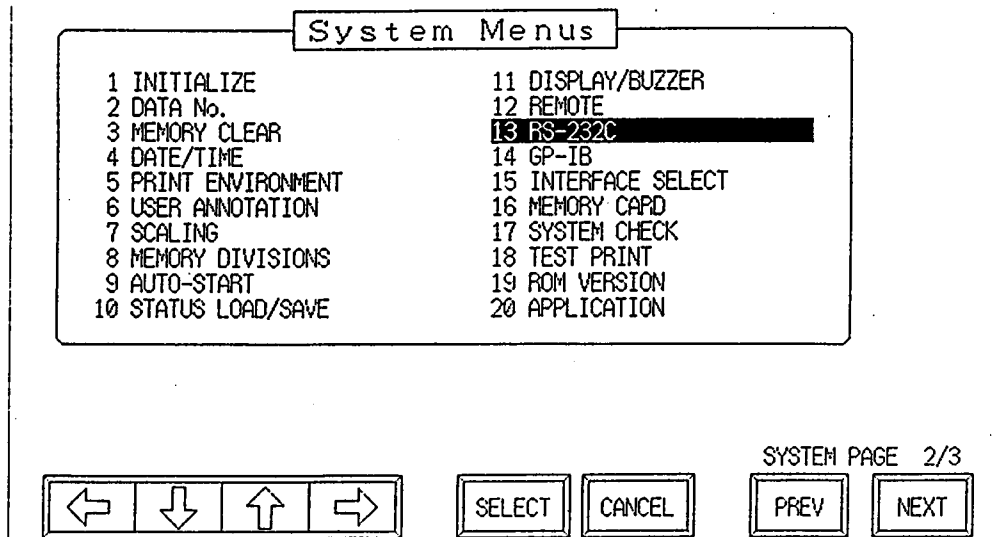 System Menus
1 INITIALIZE
2 DATA No.
3 MEMORY CLEAR
4 DATE/TIME
5 PRINT ENVIRONMENT
6 USER ANNOTATION
7 SCALING
8 MEMORY DIVISIONS
9 AUTO-START
10 STATUS LOAD/SAVE
11 DISPLAY/BUZZER
12 REMOTE
13 RS-232C
14 GP-IB
15 INTERFACE SELECT
16 MEMORY CARD
17 SYSTEM CHECK
18 TEST PRINT
19 ROM VERSION
20 APPLICATION
SYSTEM PAGE 2/3
SELECT CANCEL PREV NEXT